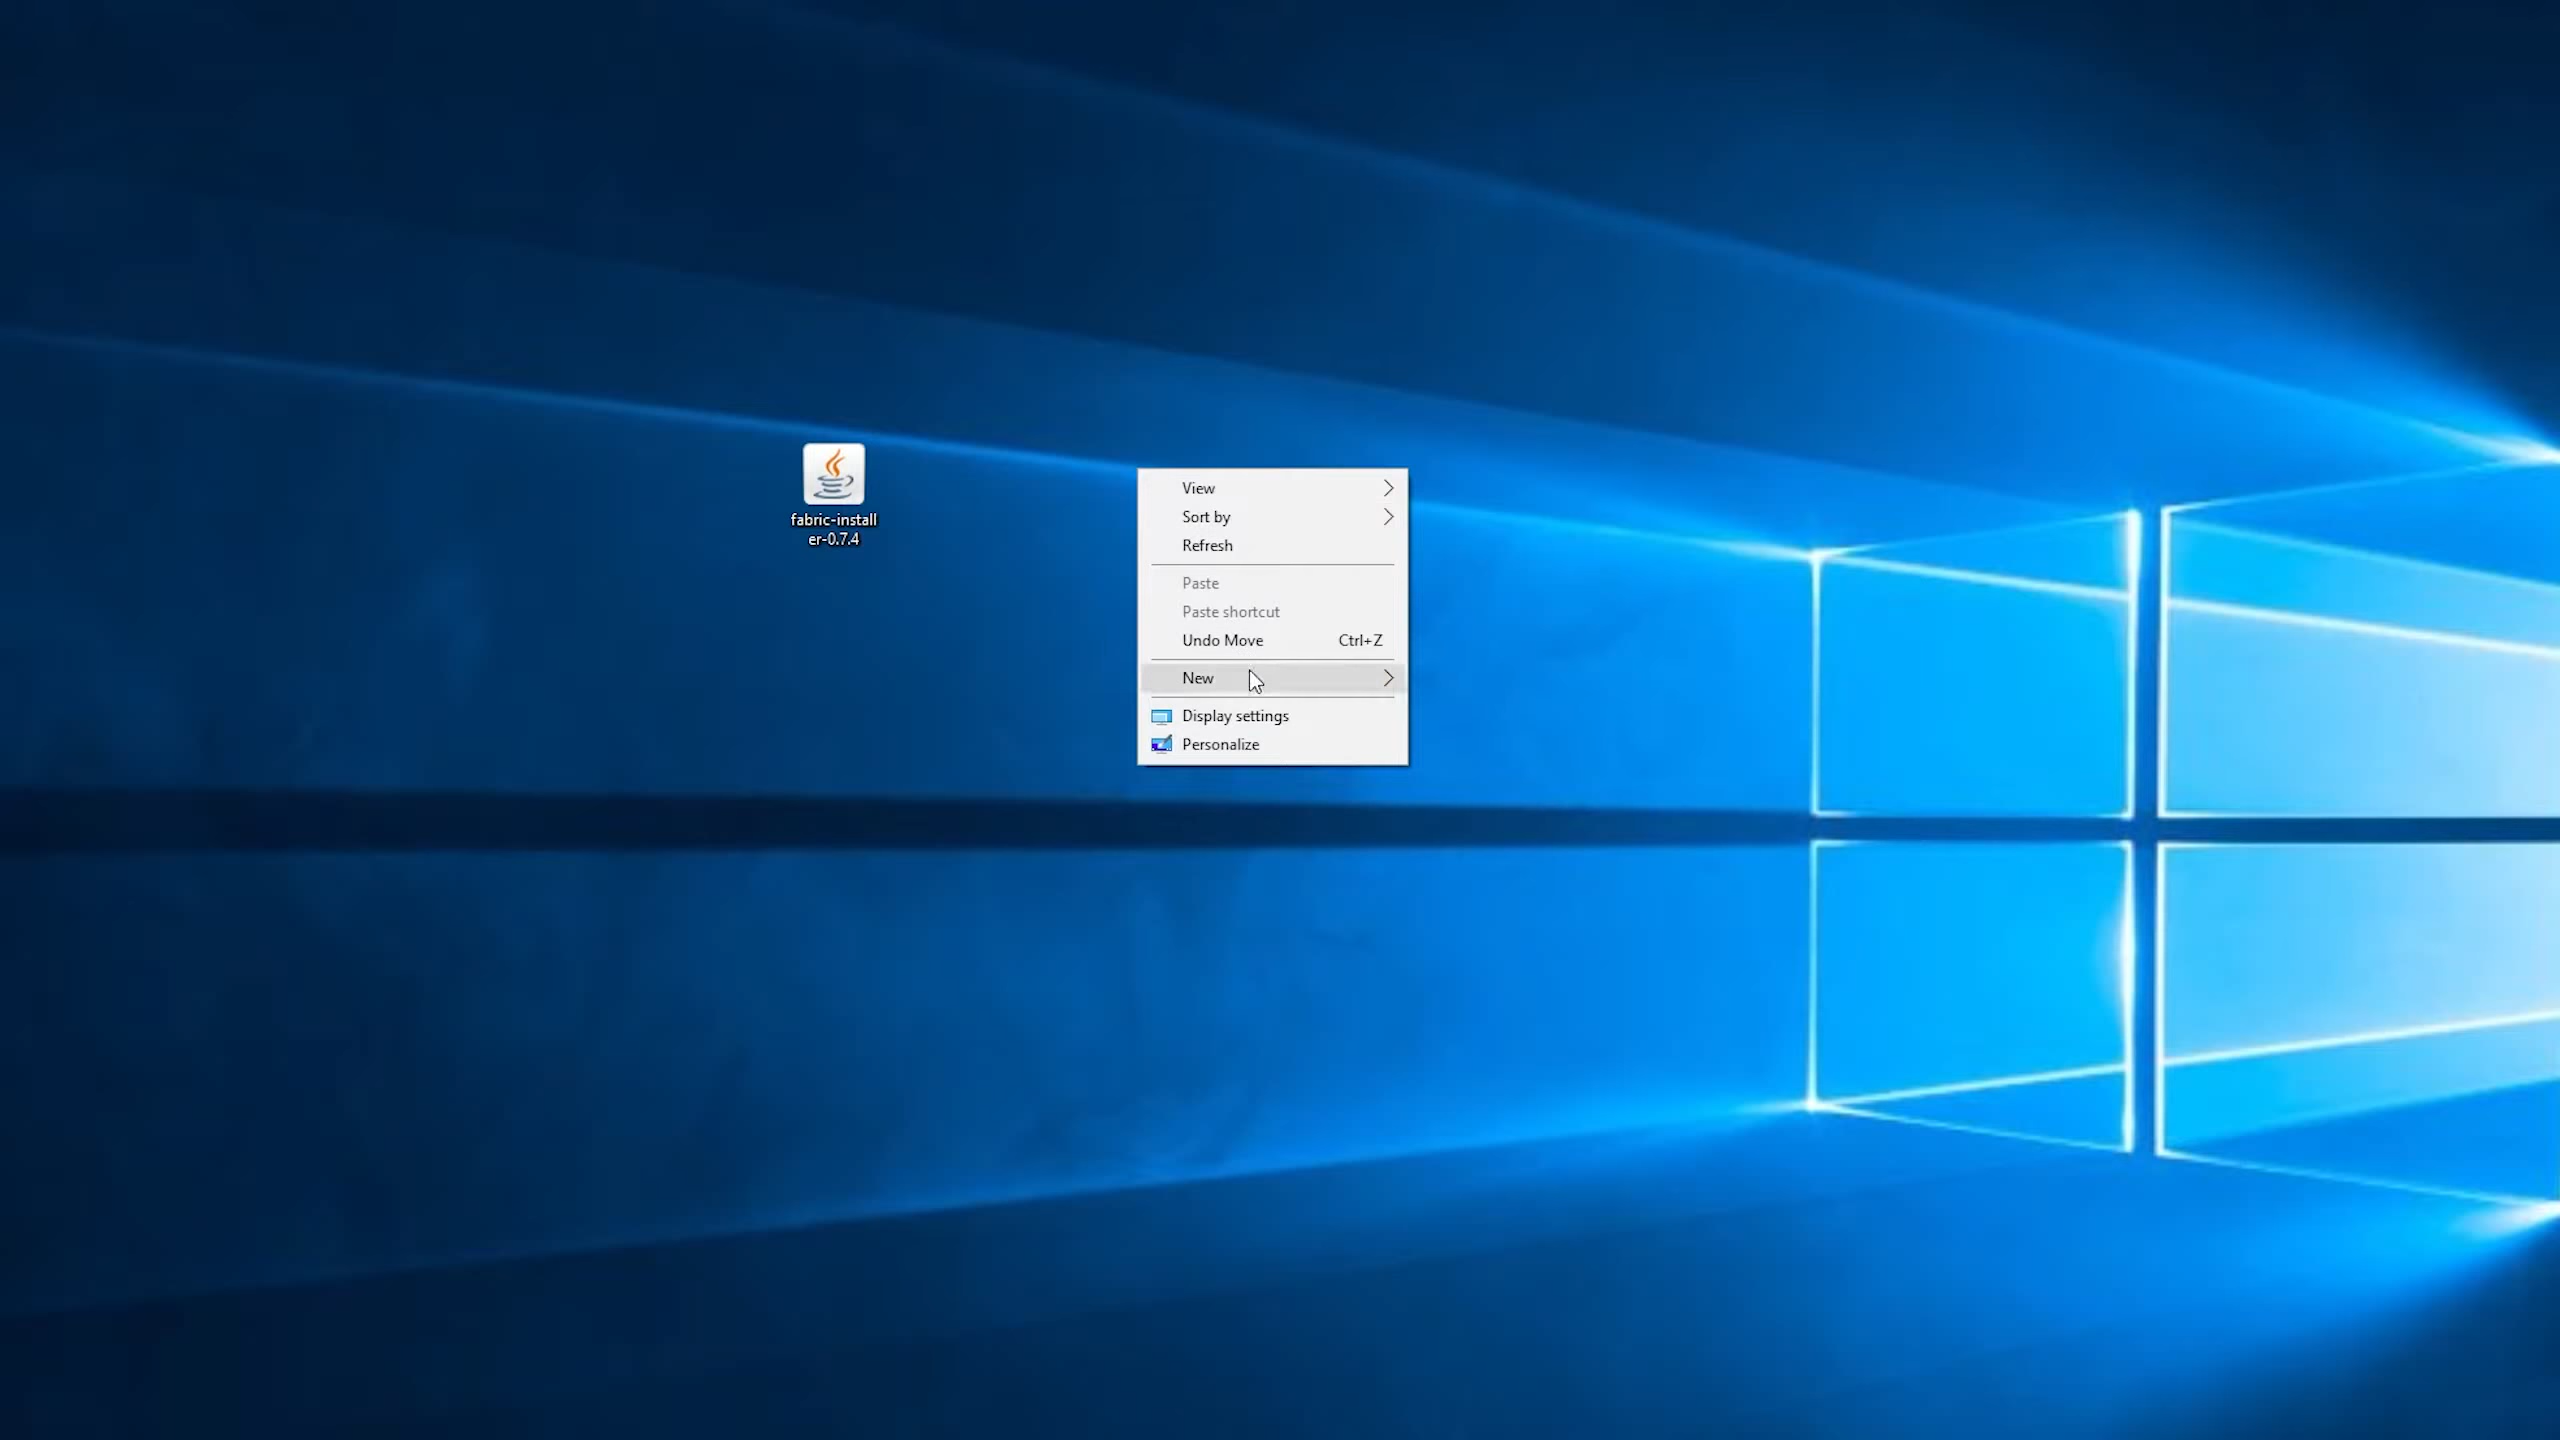 fabric-install
er-0.7.4
View
Sort by
Refresh
Paste
Paste shortcut
Undo Move Ctrl+Z
New
Display settings
Personalize